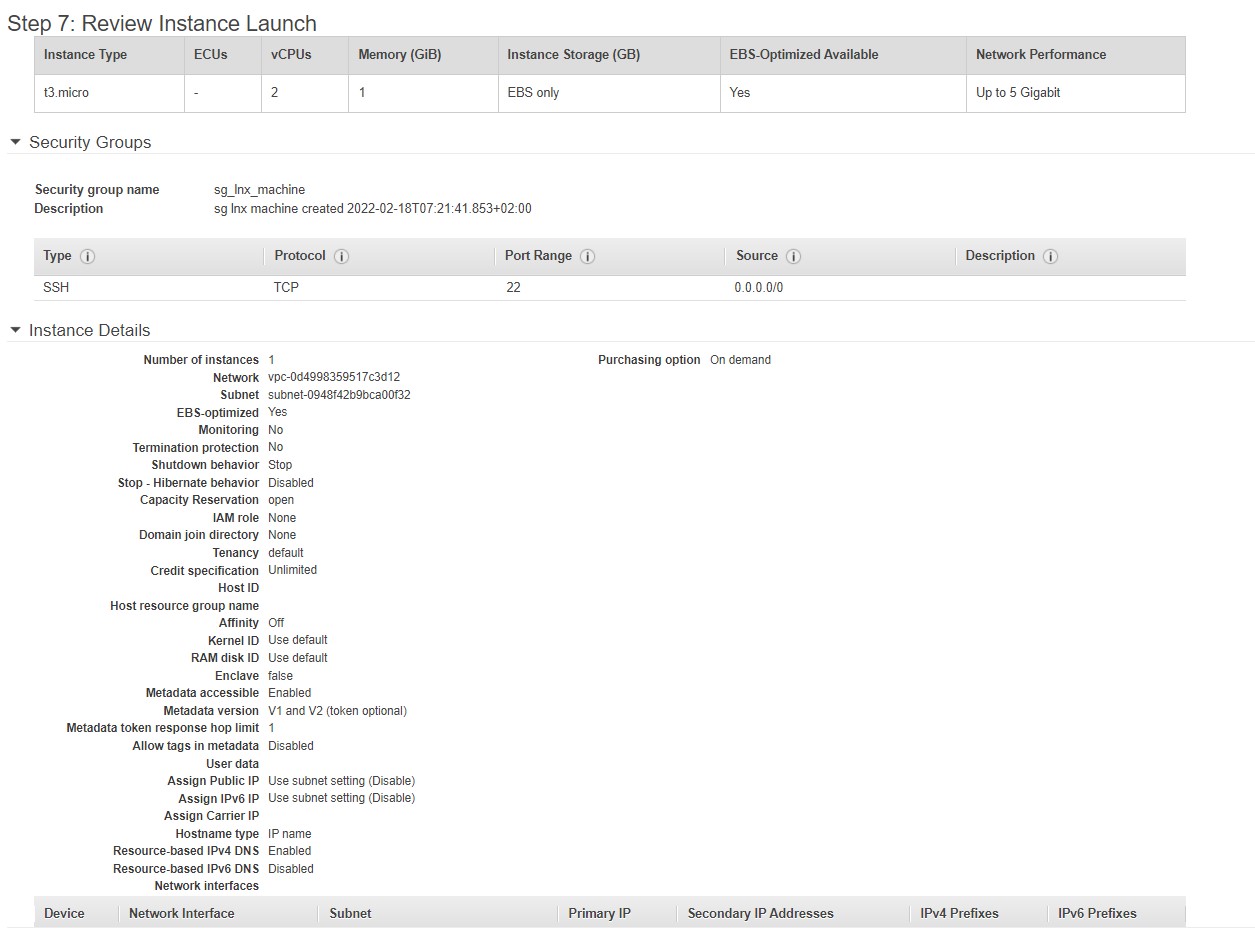 Step 7: Review Instance Launch
Instance Type ECUs vCPUs Memory (GiB) Instance Storage (GB) EBS-Optimized Available Network Performance
t3.micro - 2 1 EBS only Yes Up to 5 Gigabit
Security Groups
Security group name sg_lnx_machine
Description sg lnx machine created 2022-02-18T07:21:41.853+02:00
Type i Protocol i Port Range i Source i Description i
SSH TCP 22 0.0.0.0/0
Instance Details
Number of instances 1 Purchasing option On demand
Network vpc-0d4998359517c3d12
Subnet subnet-0948f42b9bca00f32
EBS-optimized Yes
Monitoring No
Termination protection No
Shutdown behavior Stop
Stop - Hibernate behavior Disabled
Capacity Reservation open
IAM role None
Domain join directory None
Tenancy default
Credit specification Unlimited
Host ID
Host resource group name
Affinity Off
Kernel ID Use default
RAM disk ID Use default
Enclave false
Metadata accessible Enabled
Metadata version V1 and V2 (token optional)
Metadata token response hop limit 1
Allow tags in metadata Disabled
User data
Assign Public IP Use subnet setting (Disable)
Assign IPv6 IP Use subnet setting (Disable)
Assign Carrier IP
Hostname type IP name
Resource-based IPv4 DNS Enabled
Resource-based IPv6 DNS Disabled
Network interfaces
Device Network Interface Subnet Primary IP Secondary IP Addresses IPv4 Prefixes IPv6 Prefixes